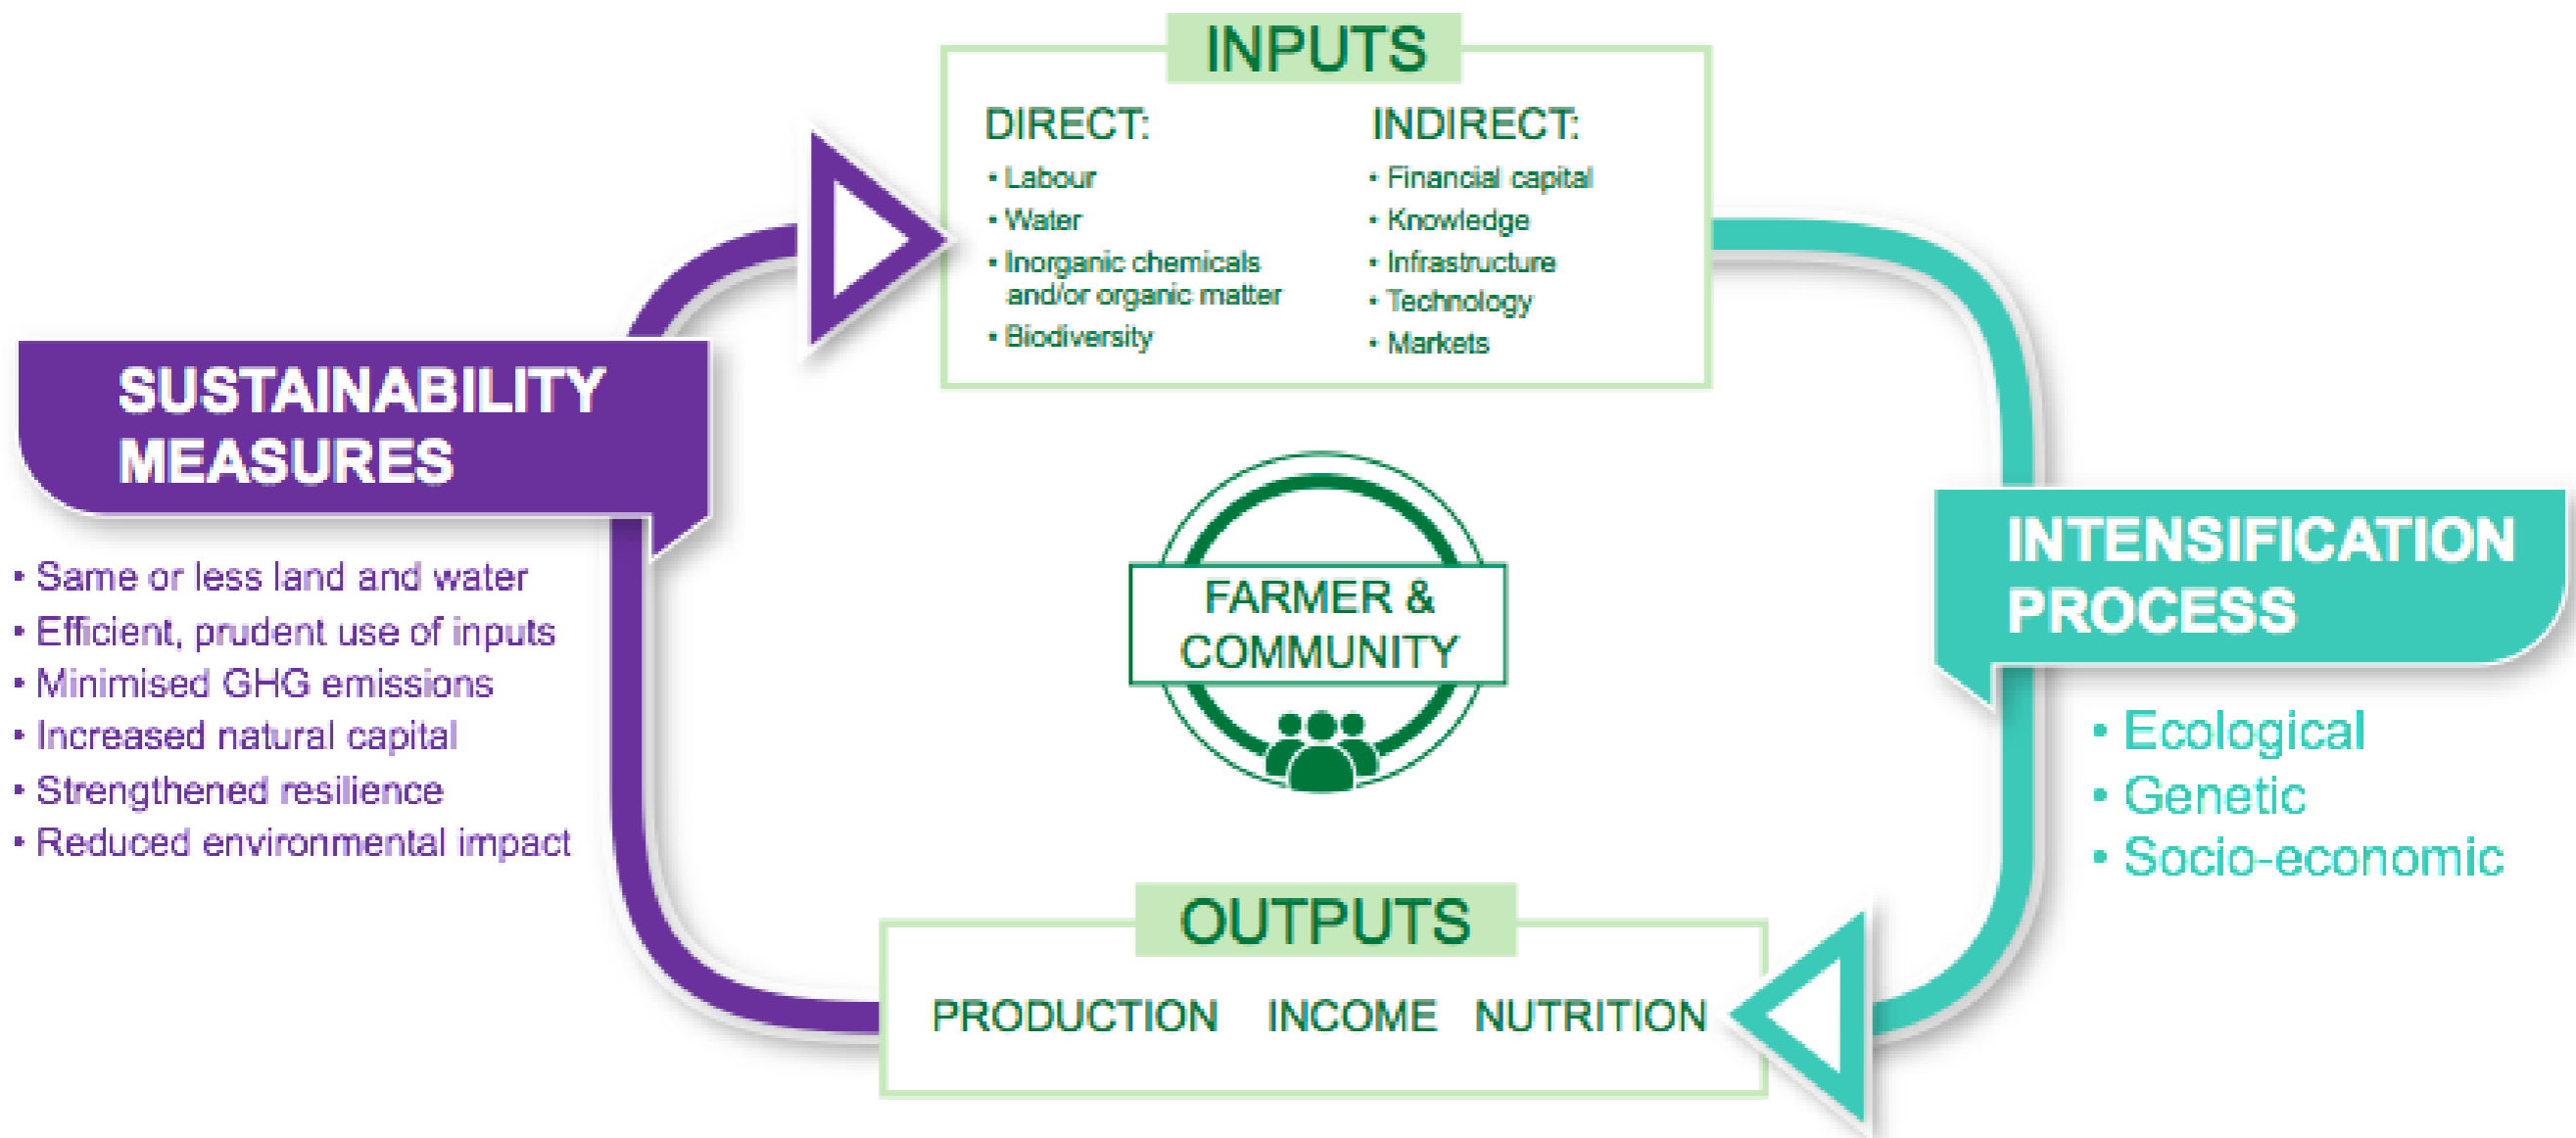 INPUTS
DIRECT:
• Labour
• Water
• Inorganic chemicals
and/or organic matter
• Biodiversity
INDIRECT:
• Financial capital
• Knowledge
• Infrastructure
• Technology
• Markets
SUSTAINABILITY
MEASURES
• Same or less land and water
• Efficient, prudent use of inputs
• Minimised GHG emissions
• Increased natural capital
• Strengthened resilience
• Reduced environmental impact
FARMER &
COMMUNITY
INTENSIFICATION
PROCESS
• Ecological
• Genetic
• Socio-economic
OUTPUTS
PRODUCTION INCOME NUTRITION